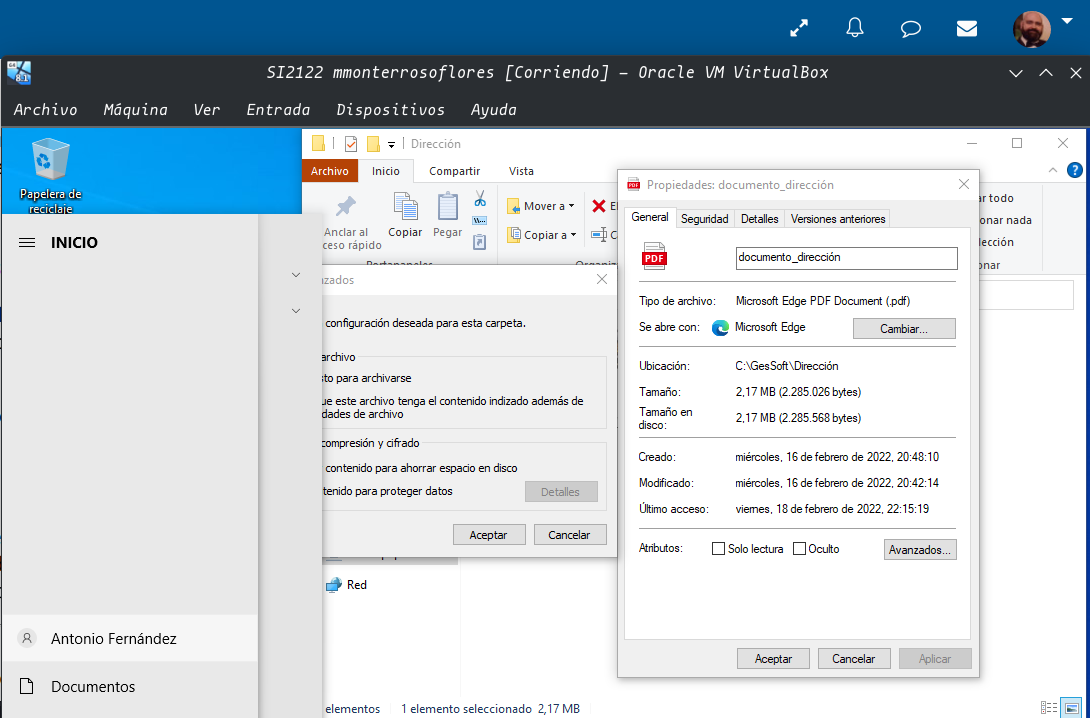 SI2122 mmonterrosoflores [Corriendo] – Oracle VM VirtualBox
Archivo Máquina Ver Entrada Dispositivos Ayuda
Papelera de
reciclaje
Dirección
Archivo Inicio Compartir Vista
Anclar al
ceso rápido
Copiar
Pegar
Mover a
Copiar a
ar todo
onar nada
lección
onar
INICIO
Antonio Fernández
Documentos
nzados
configuración deseada para esta carpeta.
archivo
sto para archivarse
ue este archivo tenga el contenido indizado además de
dades de archivo
compresión y cifrado
contenido para ahorrar espacio en disco
tenido para proteger datos
Detalles
Aceptar Cancelar
Red
elementos 1 elemento seleccionado 2,17 MB
Propiedades: documento_dirección
General Seguridad Detalles Versiones anteriores
PDF
documento_dirección
Tipo de archivo: Microsoft Edge PDF Document (.pdf)
Se abre con: Microsoft Edge Cambiar...
Ubicación: C:\GesSoft\Dirección
Tamaño: 2,17 MB (2.285.026 bytes)
Tamaño en
disco: 2,17 MB (2.285.568 bytes)
Creado: miércoles, 16 de febrero de 2022, 20:48:10
Modificado: miércoles, 16 de febrero de 2022, 20:42:14
Último acceso: viernes, 18 de febrero de 2022, 22:15:19
Atributos: Solo lectura Oculto Avanzados...
Aceptar Cancelar Aplicar